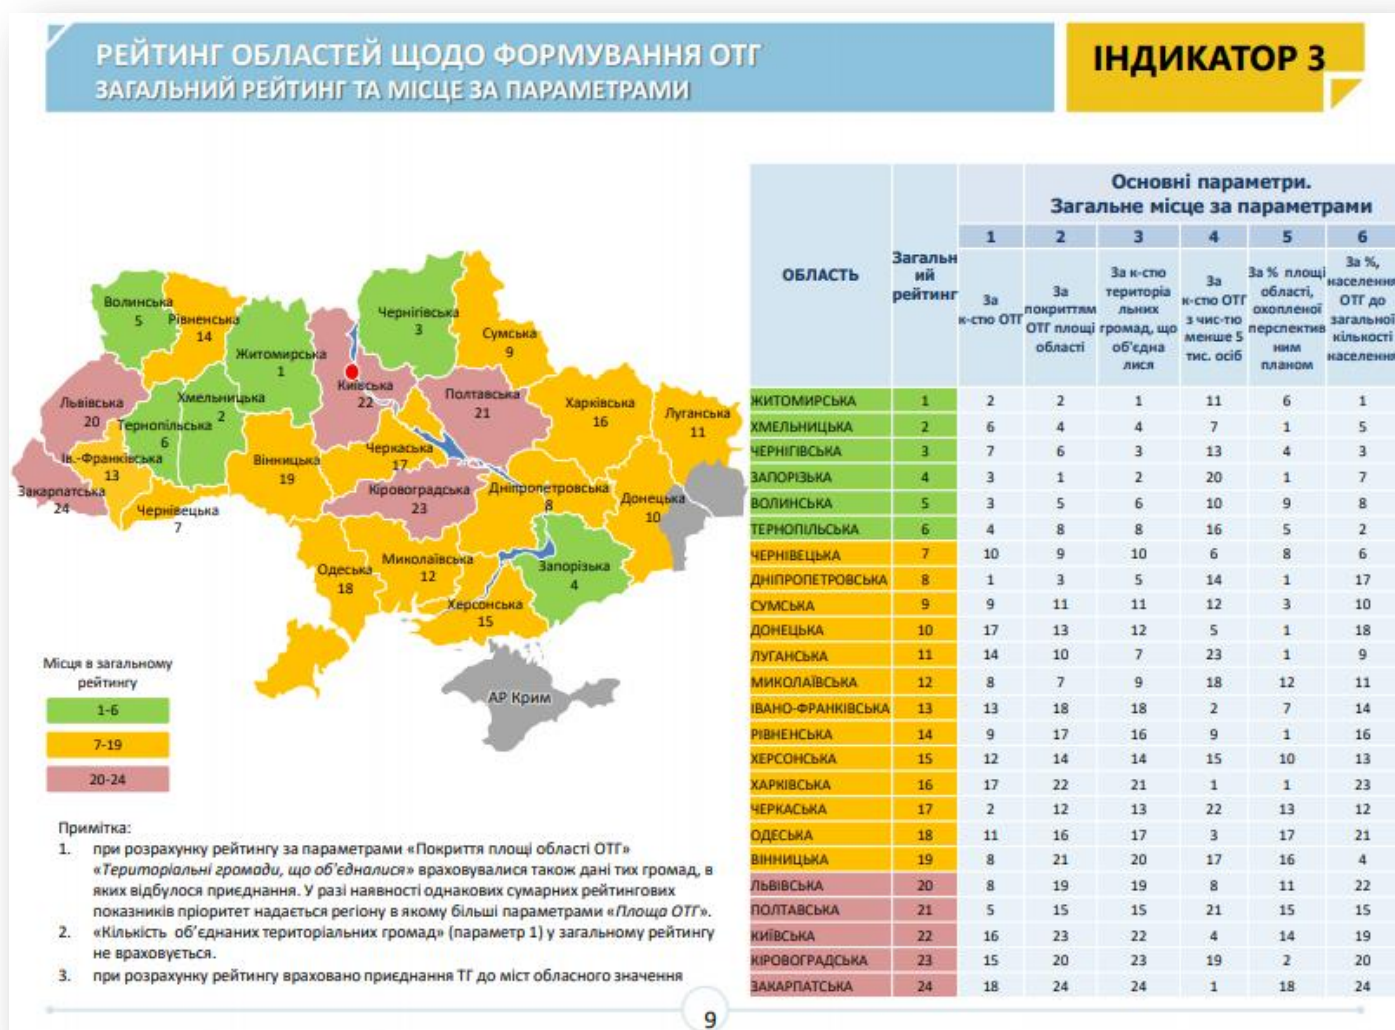 РЕЙТИНГ ОБЛАСТЕЙ ЩОДО ФОРМУВАННЯ ОТГ
ЗАГАЛЬНИЙ РЕЙТИНГ ТА МІСЦЕ ЗА ПАРАМЕТРАМИ
ІНДИКАТОР 3
Волинська
5
Рівненська
14
Житомирська
1
Чернігівська
3
Сумська
9
Київська
22
Львівська
20
Хмельницька
2
Тернопільська
6
Полтавська
21
Харківська
16
Луганська
11
Ів.-Франківська
13
Закарпатська
24
Вінницька
19
Черкаська
17
Кіровоградська
23
Дніпропетровська
8
Донецька
10
Чернівецька
7
Одеська
18
Миколаївська
12
Запорізька
4
Херсонська
15
АР Крим
Місця в загальному
рейтингу
1-6
7-19
20-24
Примітка:
1. при розрахунку рейтингу за параметрами «Покриття площі області ОТГ»
«Територіальні громади, що об'єдналися» враховувалися також дані тих громад, в
яких відбулося приєднання. У разі наявності однакових сумарних рейтингових
показників пріоритет надається регіону в якому більші параметрами «Площа ОТГ».
2. «Кількість об’єднаних територіальних громад» (параметр 1) у загальному рейтингу
не враховується.
3. при розрахунку рейтингу враховано приєднання ТГ до міст обласного значення
ОБЛАСТЬ
Загальн
ий
рейтинг
Основні параметри.
Загальне місце за параметрами
1 2 3 4 5 6
За
к-стю ОТГ
За
покриттям
ОТГ площі
області
За к-стю
територіа
льних
громад, що
об'єдна
лися
За
к-стю ОТГ
з чис-тю
менше 5
тис. осіб
За % площі
області,
охопленої
перспектив
ним
планом
За %,
населення
ОТГ до
загальної
кількості
населення
ЖИТОМИРСЬКА 1 2 2 1 11 6 1
ХМЕЛЬНИЦЬКА 2 6 4 4 7 1 5
ЧЕРНІГІВСЬКА 3 7 6 3 13 4 3
ЗАПОРІЗЬКА 4 3 1 2 20 1 7
ВОЛИНСЬКА 5 3 5 6 10 9 8
ТЕРНОПІЛЬСЬКА 6 4 8 8 16 5 2
ЧЕРНІВЕЦЬКА 7 10 9 10 6 8 6
ДНІПРОПЕТРОВСЬКА 8 1 3 5 14 1 17
СУМСЬКА 9 9 11 11 12 3 10
ДОНЕЦЬКА 10 17 13 12 5 1 18
ЛУГАНСЬКА 11 14 10 7 23 1 9
МИКОЛАЇВСЬКА 12 8 7 9 18 12 11
ІВАНО-ФРАНКІВСЬКА 13 13 18 18 2 7 14
РІВНЕНСЬКА 14 9 17 16 9 1 16
ХЕРСОНСЬКА 15 12 14 14 15 10 13
ХАРКІВСЬКА 16 17 22 21 1 1 23
ЧЕРКАСЬКА 17 2 12 13 22 13 12
ОДЕСЬКА 18 11 16 17 3 17 21
ВІННИЦЬКА 19 8 21 20 17 16 4
ЛЬВІВСЬКА 20 8 19 19 8 11 22
ПОЛТАВСЬКА 21 5 15 15 21 15 15
КИЇВСЬКА 22 16 23 22 4 14 19
КІРОВОГРАДСЬКА 23 15 20 23 19 2 20
ЗАКАРПАТСЬКА 24 18 24 24 1 18 24
9